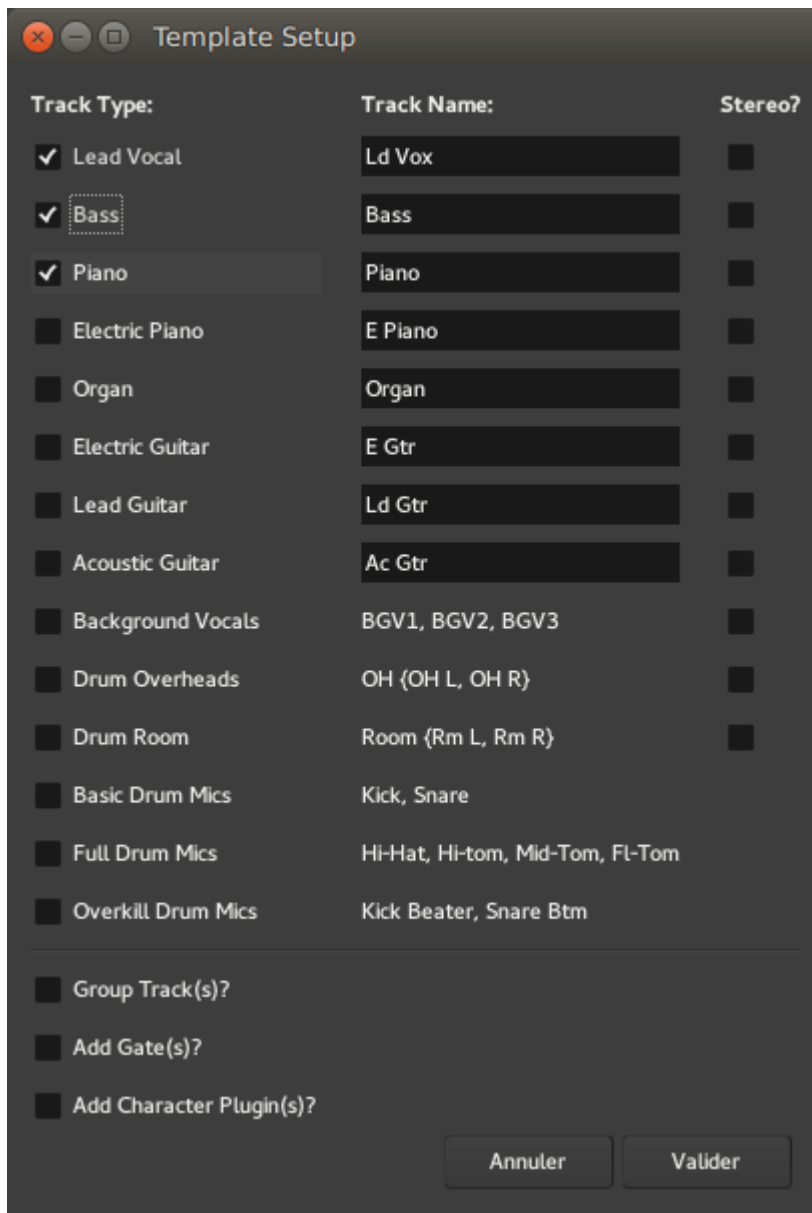 Template Setup
Track Type: Track Name: Stereo?
Lead Vocal Ld Vox
Bass Bass
Piano Piano
Electric Piano E Piano
Organ Organ
Electric Guitar E Gtr
Lead Guitar Ld Gtr
Acoustic Guitar Ac Gtr
Background Vocals BGV1, BGV2, BGV3
Drum Overheads OH {OH L, OH R}
Drum Room Room {Rm L, Rm R}
Basic Drum Mics Kick, Snare
Full Drum Mics Hi-Hat, Hi-tom, Mid-Tom, Fl-Tom
Overkill Drum Mics Kick Beater, Snare Btm
Group Track(s)?
Add Gate(s)?
Add Character Plugin(s)?
Annuler Valider